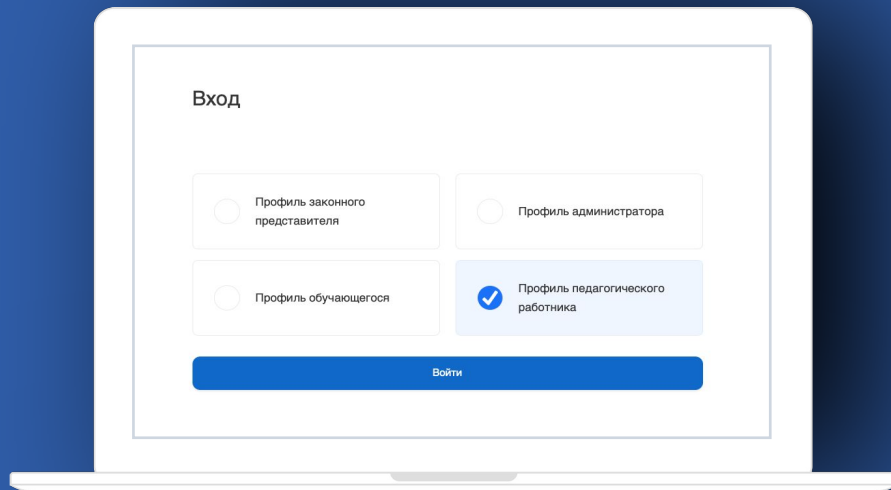 Вход
Профиль законного
представителя
Профиль администратора
Профиль обучающегося
Профиль педагогического
работника
Войти